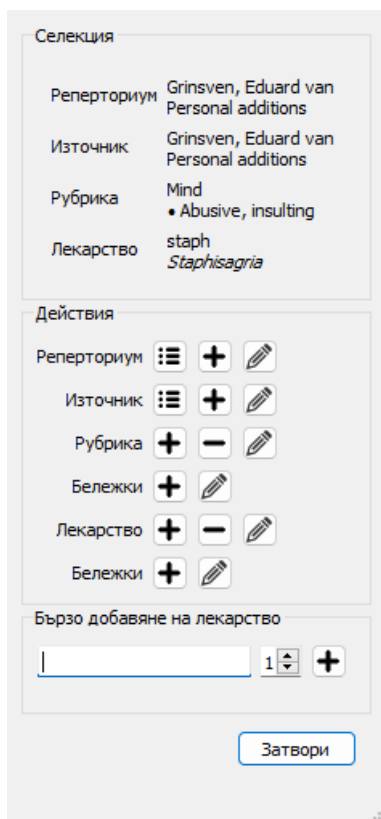 Селекция
Реперториум
Grinsven, Eduard van
Personal additions
Източник
Grinsven, Eduard van
Personal additions
Рубрика
Mind
• Abusive, insulting
Лекарство
staph
Staphisagria
Действия
Реперториум
Източник
Рубрика
Бележки
Лекарство
Бележки
Бързо добавяне на лекарство
1
Затвори